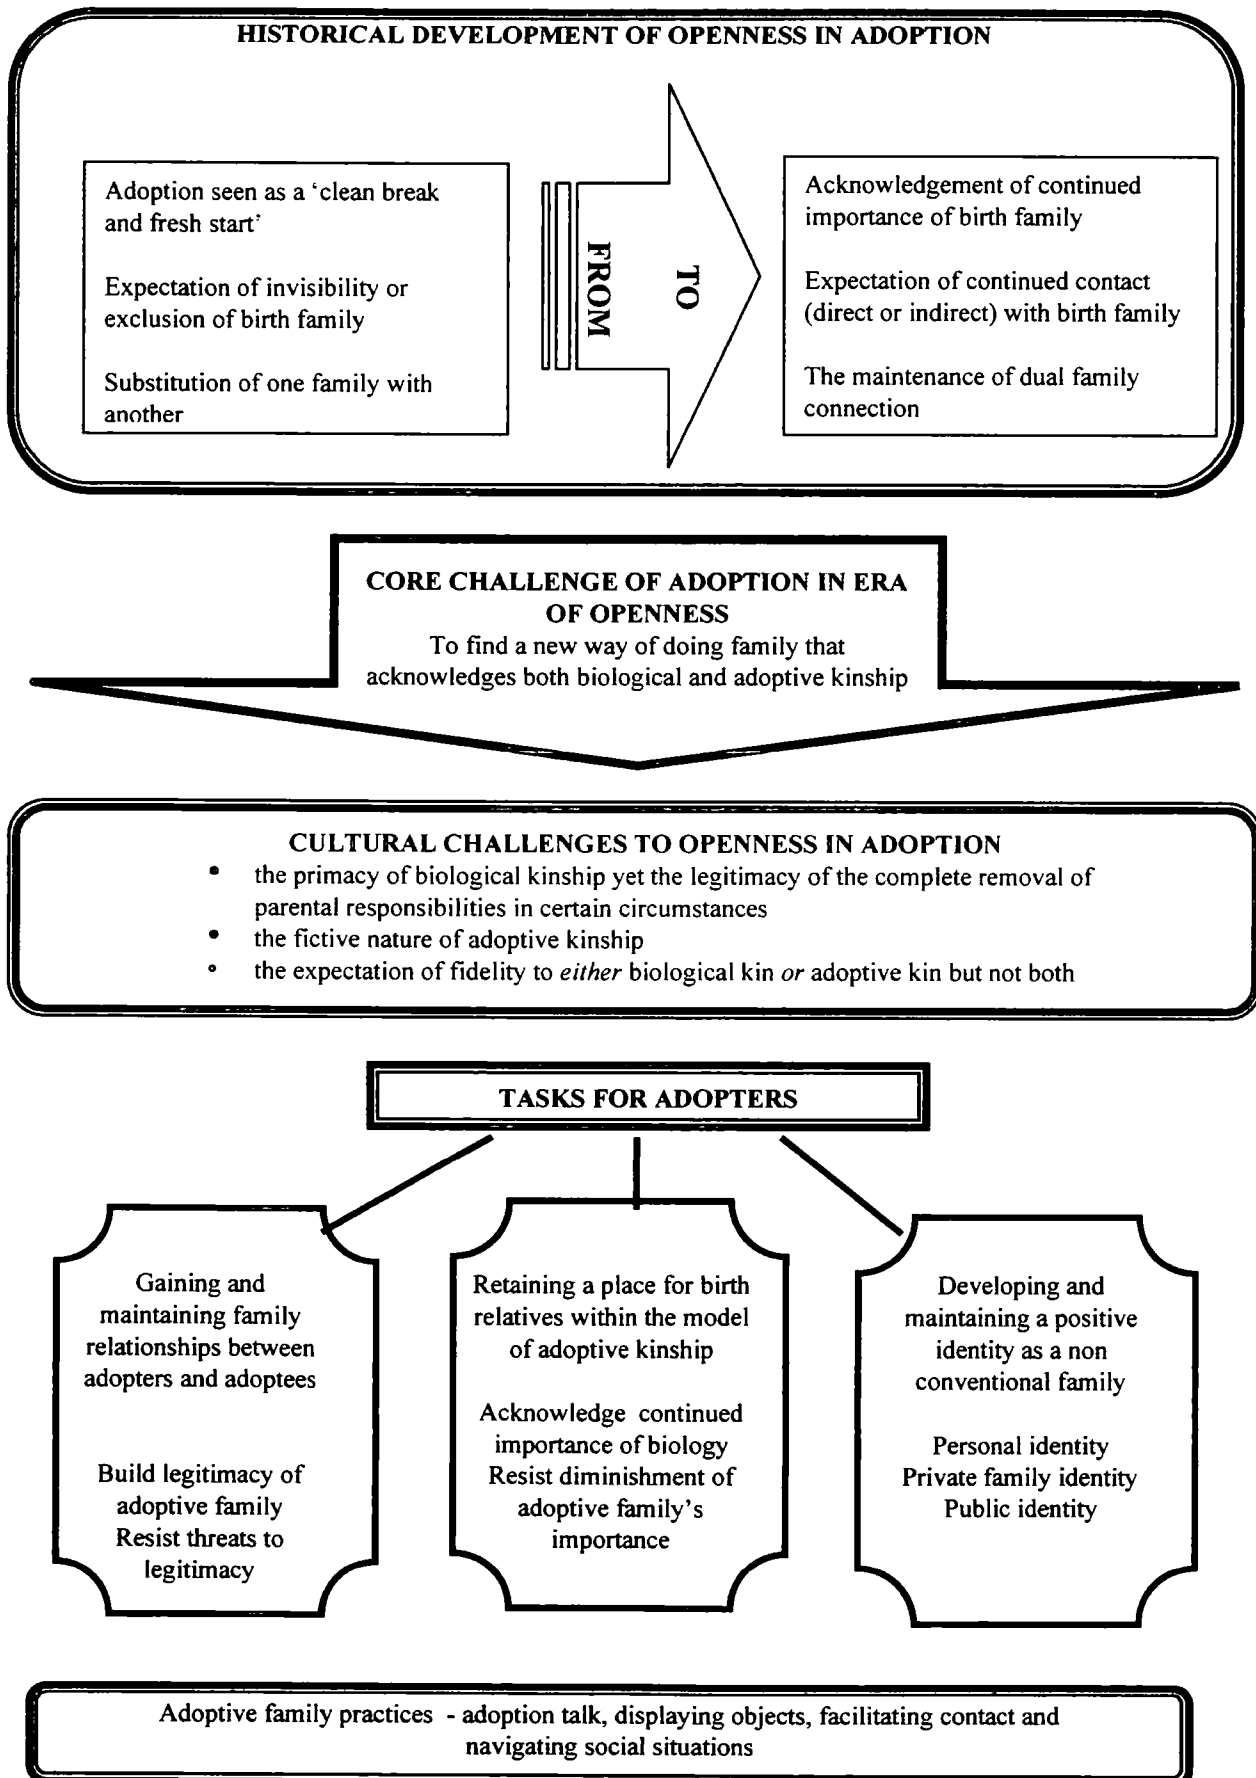 HISTORICAL DEVELOPMENT OF OPENNESS IN ADOPTION
Adoption seen as a ‘clean break
and fresh start’
Expectation of invisibility or
exclusion of birth family
Substitution of one family with
another
FROM
TO
Acknowledgement of continued
importance of birth family
Expectation of continued contact
(direct or indirect) with birth family
The maintenance of dual family
connection
CORE CHALLENGE OF ADOPTION IN ERA
OF OPENNESS
To find a new way of doing family that
acknowledges both biological and adoptive kinship
CULTURAL CHALLENGES TO OPENNESS IN ADOPTION
• the primacy of biological kinship yet the legitimacy of the complete removal of
parental responsibilities in certain circumstances
• the fictive nature of adoptive kinship
• the expectation of fidelity to either biological kin or adoptive kin but not both
TASKS FOR ADOPTERS
Gaining and
maintaining family
relationships between
adopters and adoptees
Build legitimacy of
adoptive family
Resist threats to
legitimacy
Retaining a place for birth
relatives within the model
of adoptive kinship
Acknowledge continued
importance of biology
Resist diminishment of
adoptive family’s
importance
Developing and
maintaining a positive
identity as a non
conventional family
Personal identity
Private family identity
Public identity
Adoptive family practices - adoption talk, displaying objects, facilitating contact and
navigating social situations